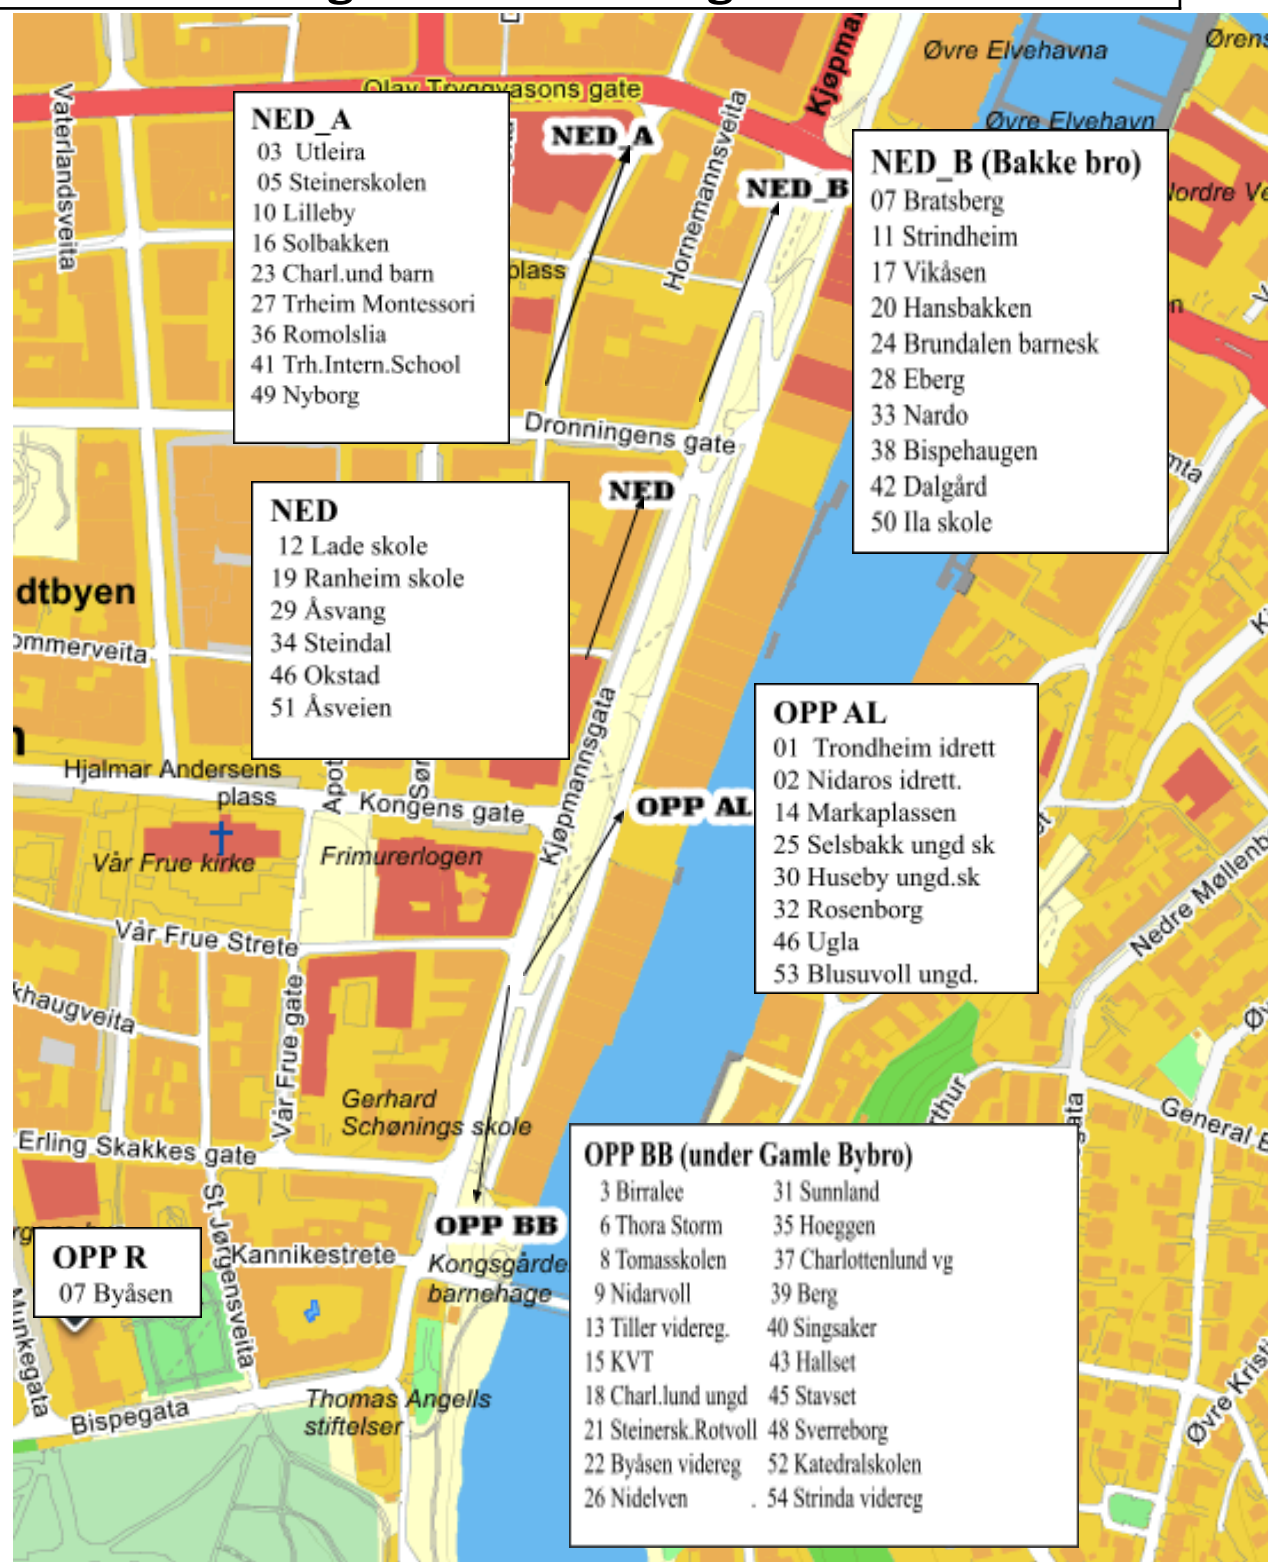 Øvre Elvehavna
Kjøpmar
Olav Tryggvasons gate
Vaterlandsveita
Øvre Elvehavn
NED_A
03 Utleira
05 Steinerskolen
10 Lilleby
16 Solbakken
23 Charl.und barn
27 Trheim Montessori
36 Romolslia
41 Trh.Intern.School
49 Nyborg
NED_A
NED_B
Hornemannsveita
plass
NED_B (Bakke bro)
07 Bratsberg
11 Strindheim
17 Vikåsen
20 Hansbakken
24 Brundalen barnesk
28 Eberg
33 Nardo
38 Bispehaugen
42 Dalgård
50 Ila skole
Dronningens gate
NED
NED
12 Lade skole
19 Ranheim skole
29 Åsvang
34 Steindal
46 Okstad
51 Åsveien
dtbyen
ommerveita
Kjøpmannsgata
OPP AL
OPP AL
01 Trondheim idrett
02 Nidaros idrett.
14 Markaplassen
25 Selsbakk ungd sk
30 Huseby ungd.sk
32 Rosenborg
46 Ugla
53 Blusuvoll ungd.
Hjalmar Andersens
plass
Apot
Sør
Kongens gate
Vår Frue kirke
Frimurerlogen
Nedre Møllenb
Vår Frue Strete
khaugveita
Vår Frue gate
Gerhard
Schønings skole
Erling Skakkes gate
St Jørgensveita
General B
OPP BB
Kannikestrete
Kongsgårde
barnehage
OPP R
07 Byåsen
OPP BB (under Gamle Bybro)
3 Birralee 31 Sunnland
6 Thora Storm 35 Hoeggen
8 Tomasskolen 37 Charlottenlund vg
9 Nidarvoll 39 Berg
13 Tiller videreg. 40 Singsaker
15 KVT 43 Hallset
18 Charl.lund ungd 45 Stavset
21 Steinersk.Rotvoll 48 Sverreborg
22 Byåsen videreg 52 Katedralskolen
26 Nidelven . 54 Strinda videreg
Munkegata
Bispegata
Thomas Angells
stiftelser
Øvre Kristi